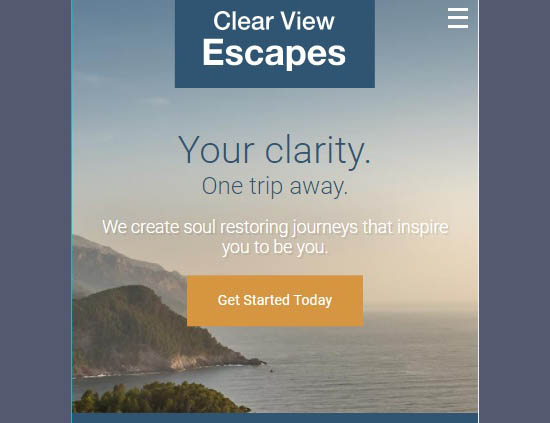 Clear View
Escapes
Your clarity.
One trip away.
We create soul restoring journeys that inspire
you to be you.
Get Started Today